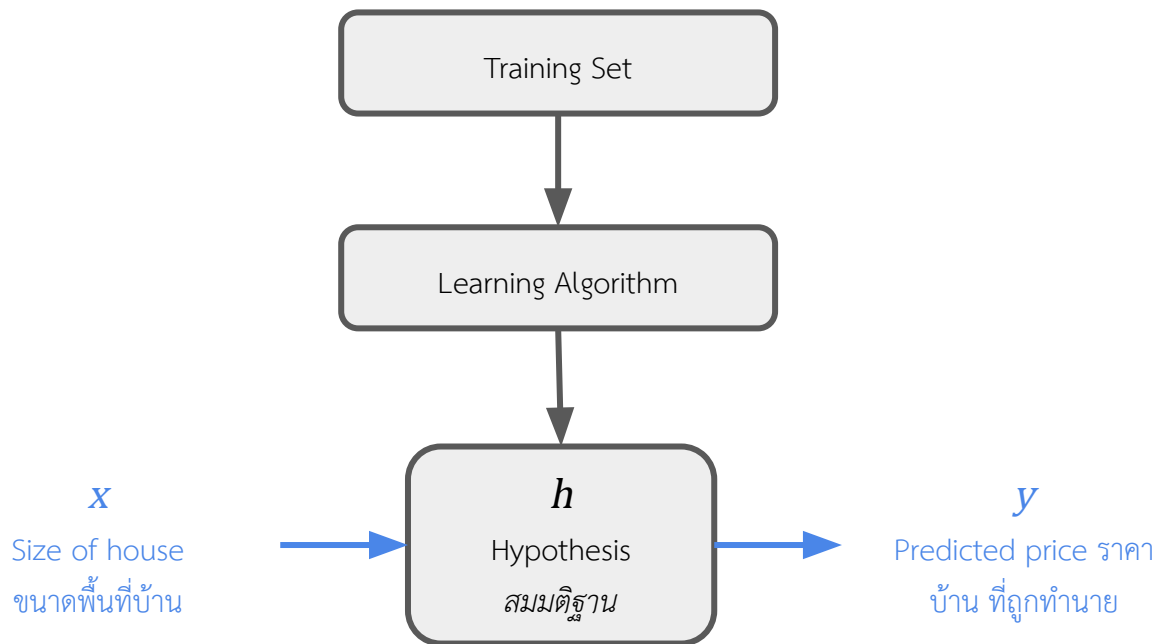 Training Set
Learning Algorithm
x
Size of house
ขนาดพื้นที่บ้าน
h
Hypothesis
สมมติฐาน
y
Predicted price ราคา
บ้าน ที่ถูกทำนาย